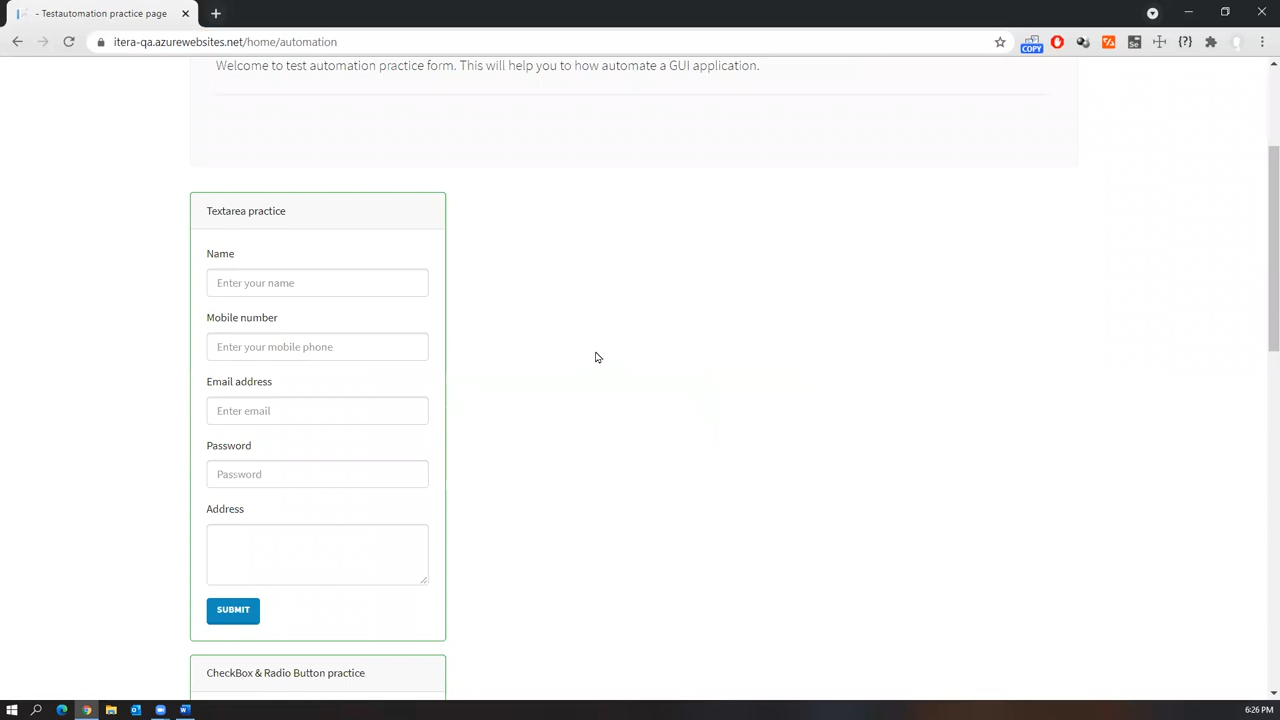 - Testautomation practice page
itera-qa.azurewebsites.net/home/automation
COPY
Se
{?}
Welcome to test automation practice form. This will help you to how automate a GUI application.
Textarea practice
Name
Enter your name
Mobile number
Enter your mobile phone
Email address
Enter email
Password
Password
Address
SUBMIT
CheckBox & Radio Button practice
6:26 PM